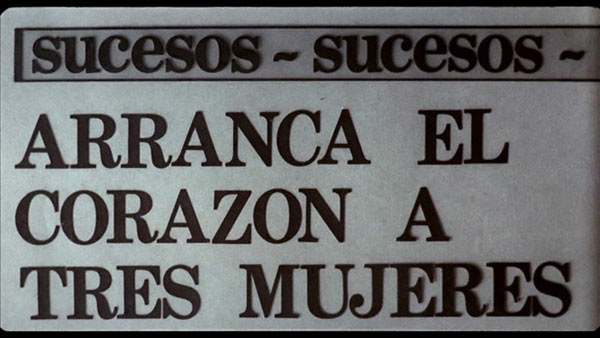 sucesos ~ sucesos ~
ARRANCA EL
CORAZON A
TRES MUJERES